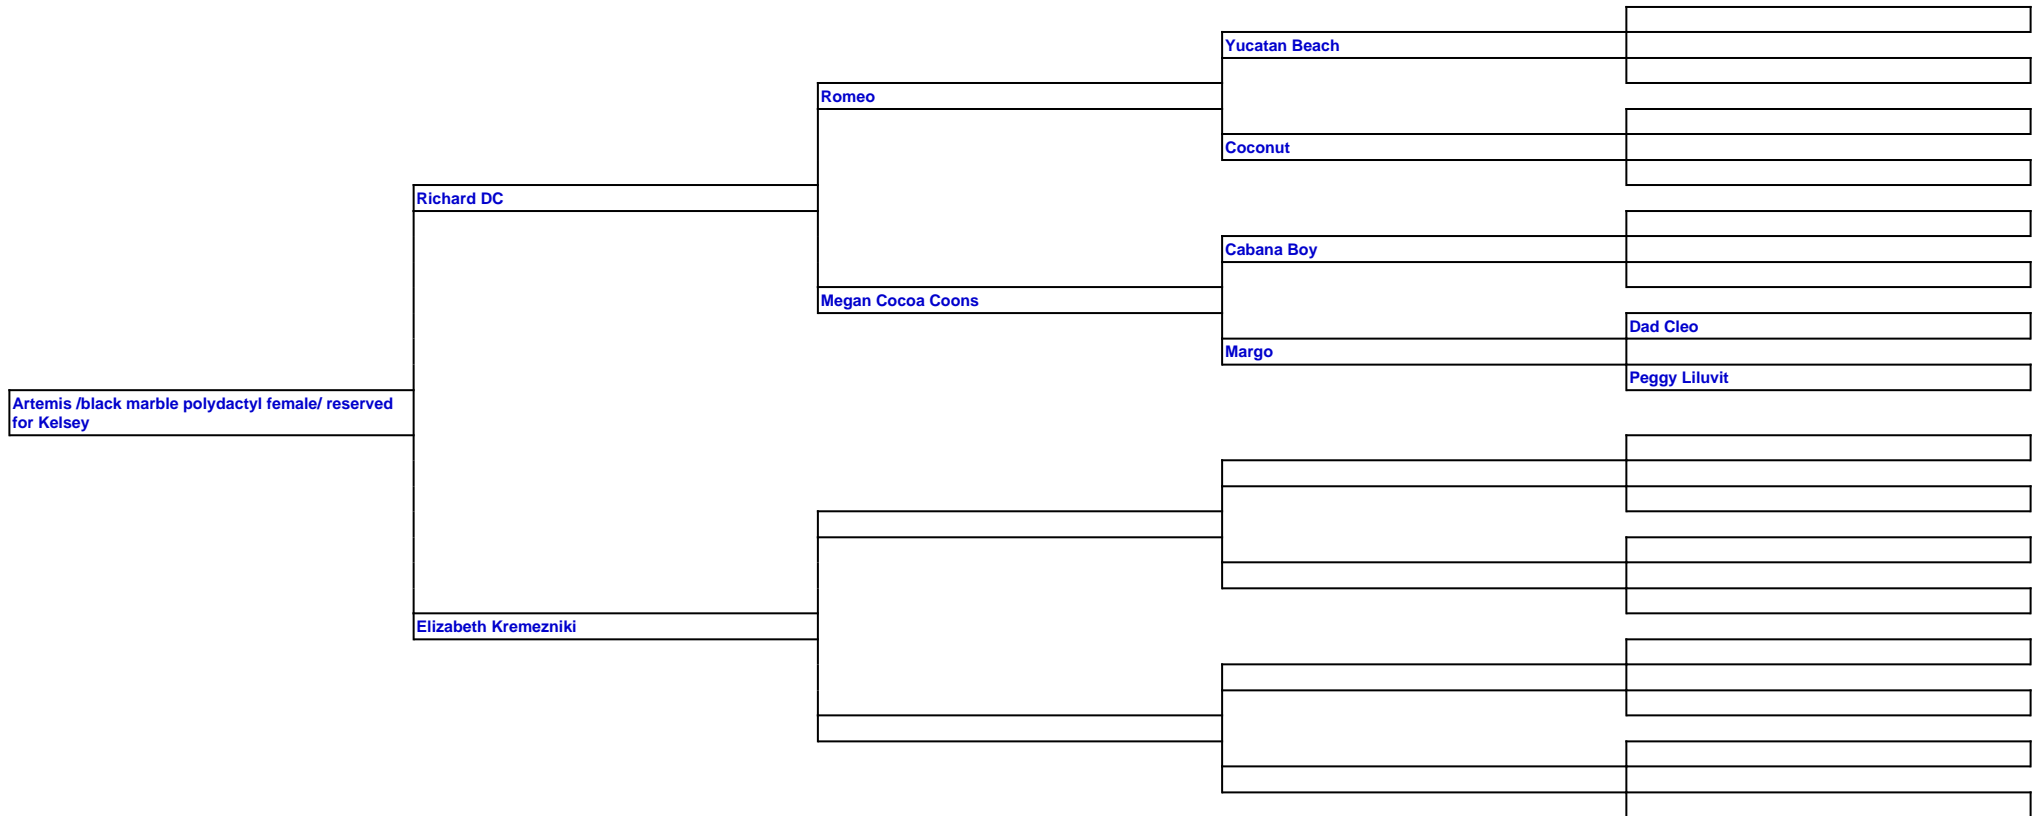 Yucatan Beach
Romeo
Coconut
Richard DC
Cabana Boy
Megan Cocoa Coons
Dad Cleo
Margo
Peggy Liluvit
Artemis /black marble polydactyl female/ reserved
for Kelsey
Elizabeth Kremezniki